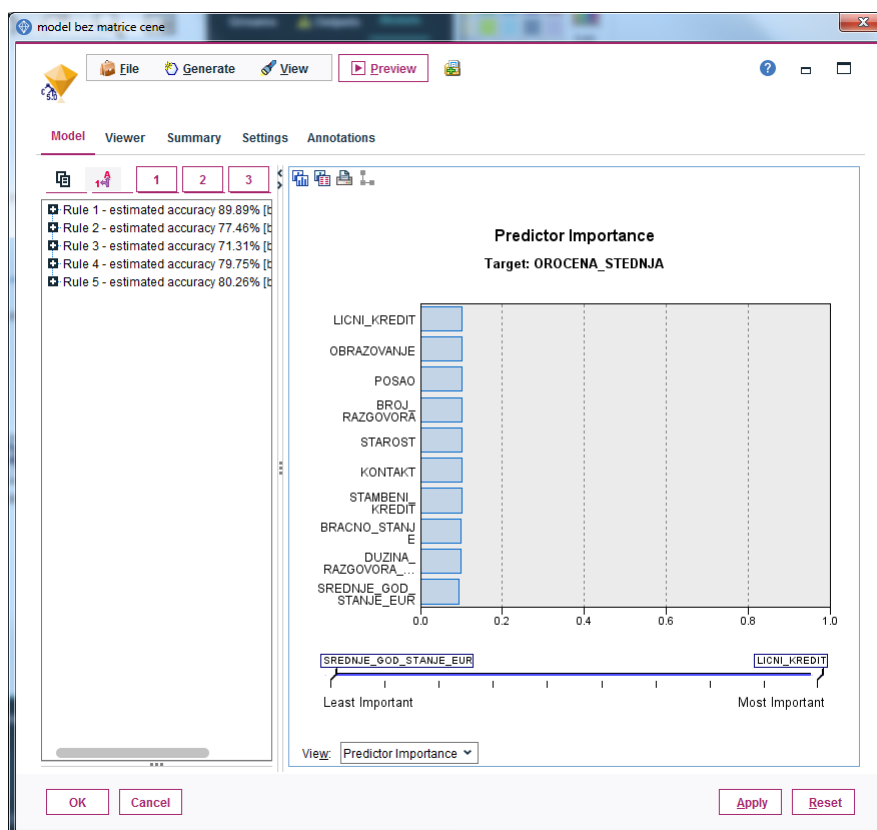 model bez matrice cene
File
Generate
View
Preview
C5.0
Model
Viewer
Summary
Settings
Annotations
A
1
1
2
3
Rule 1 - estimated accuracy 89.89% [b
Rule 2 - estimated accuracy 77.46% [b
Rule 3 - estimated accuracy 71.31% [b
Rule 4 - estimated accuracy 79.75% [b
Rule 5 - estimated accuracy 80.26% [b
Predictor Importance
Target: OROCENA_STEDNJA
LICNI_KREDIT
OBRAZOVANJE
POSAO
BROJ_
RAZGOVORA
STAROST
KONTAKT
STAMBENI_
KREDIT
BRACNO_STANJ
E
DUZINA_
RAZGOVORA_...
SREDNJE_GOD_
STANJE_EUR
0.0 0.2 0.4 0.6 0.8 1.0
SREDNJE_GOD_STANJE_EUR
LICNI_KREDIT
Least Important
Most Important
View: Predictor Importance
OK
Cancel
Apply
Reset